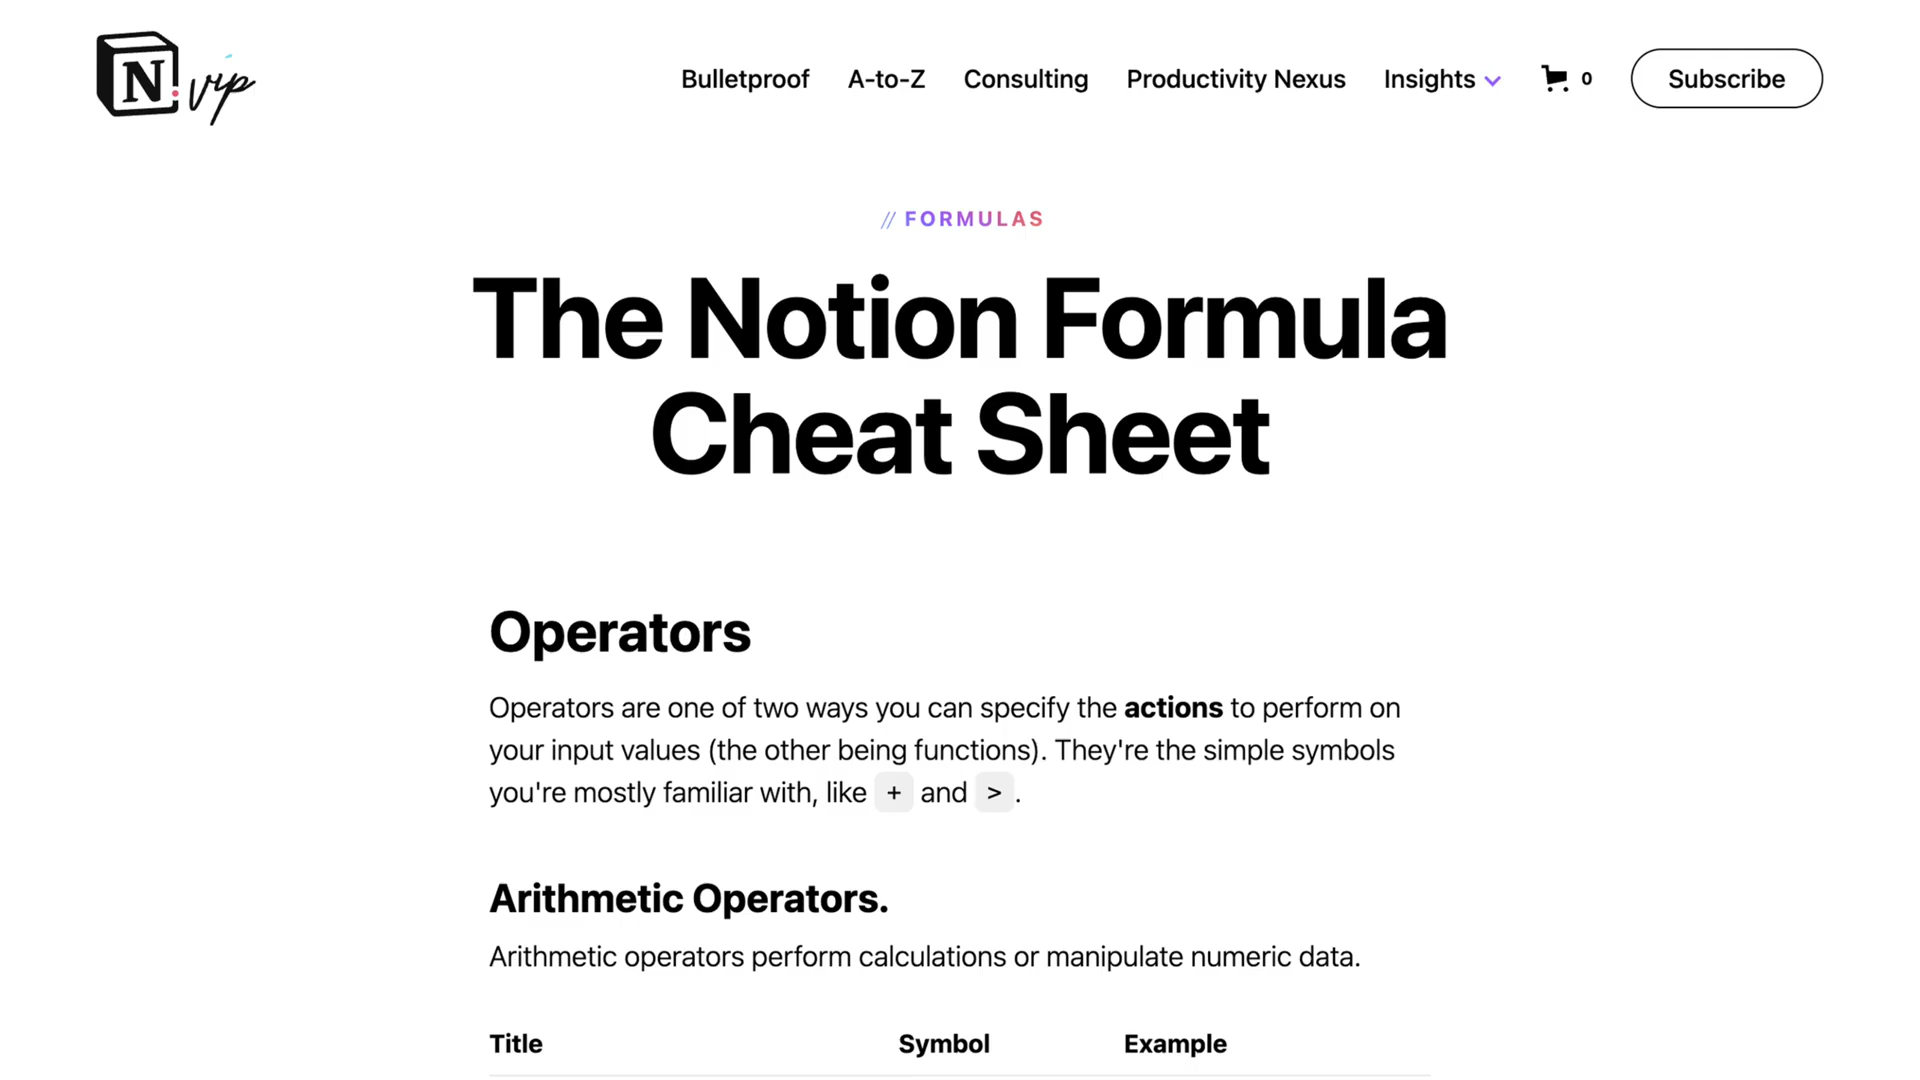 N.vip
Bulletproof A-to-Z Consulting Productivity Nexus Insights 0 Subscribe
// FORMULAS
The Notion Formula
Cheat Sheet
Operators
Operators are one of two ways you can specify the actions to perform on
your input values (the other being functions). They're the simple symbols
you're mostly familiar with, like + and >.
Arithmetic Operators.
Arithmetic operators perform calculations or manipulate numeric data.
Title Symbol Example